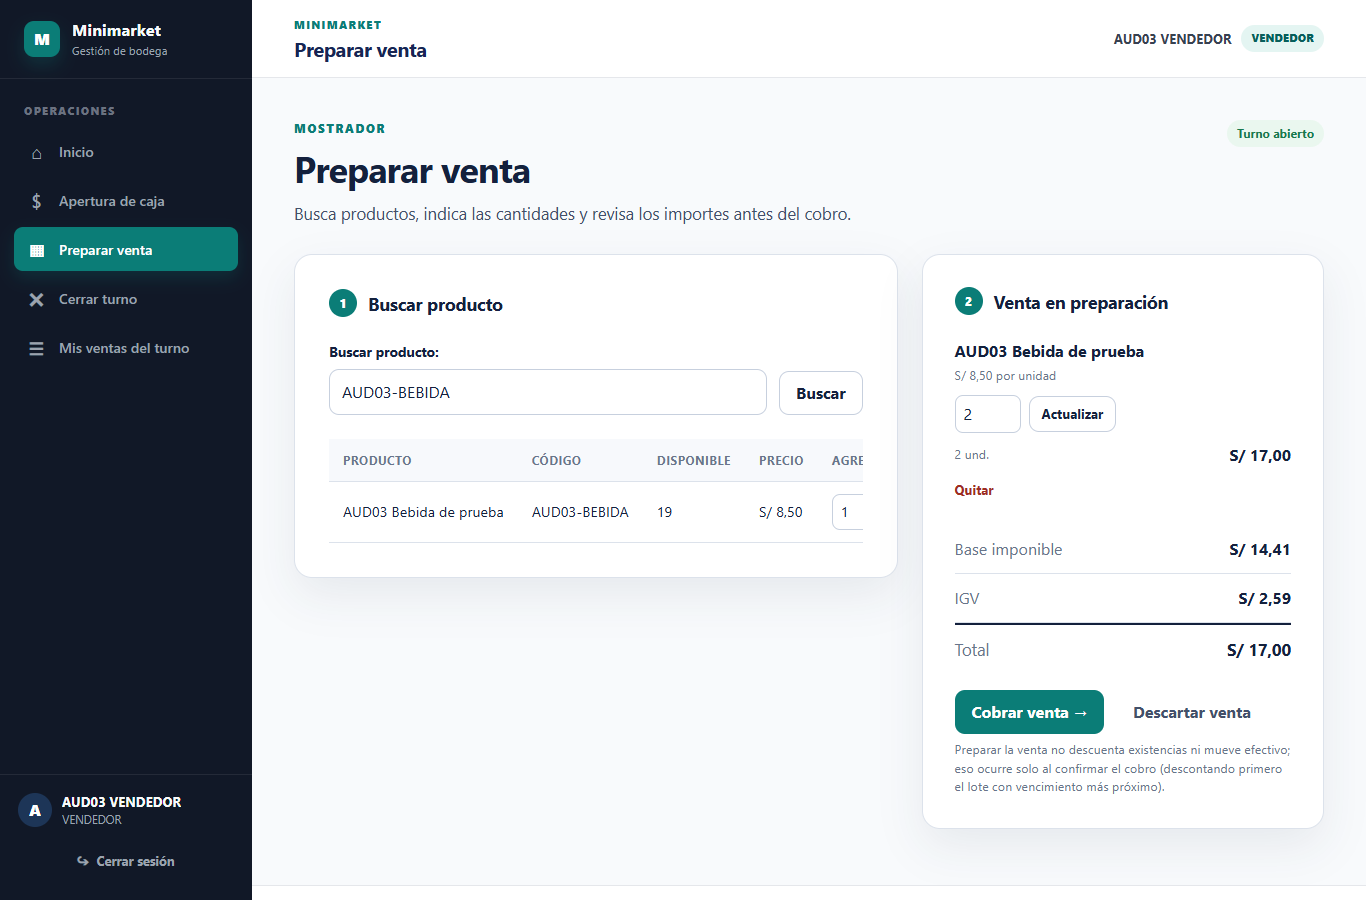 M
Minimarket
Gestión de bodega
OPERACIONES
Inicio
$ Apertura de caja
Preparar venta
Cerrar turno
Mis ventas del turno
A
AUD03 VENDEDOR
VENDEDOR
Cerrar sesión
MINIMARKET
Preparar venta
AUD03 VENDEDOR VENDEDOR
MOSTRADOR
Turno abierto
Preparar venta
Busca productos, indica las cantidades y revisa los importes antes del cobro.
1 Buscar producto
Buscar producto:
AUD03-BEBIDA Buscar
PRODUCTO CÓDIGO DISPONIBLE PRECIO AGRE
AUD03 Bebida de prueba AUD03-BEBIDA 19 S/ 8,50 1
2 Venta en preparación
AUD03 Bebida de prueba
S/ 8,50 por unidad
2 Actualizar
2 und. S/ 17,00
Quitar
Base imponible S/ 14,41
IGV S/ 2,59
Total S/ 17,00
Cobrar venta → Descartar venta
Preparar la venta no descuenta existencias ni mueve efectivo;
eso ocurre solo al confirmar el cobro (descontando primero
el lote con vencimiento más próximo).